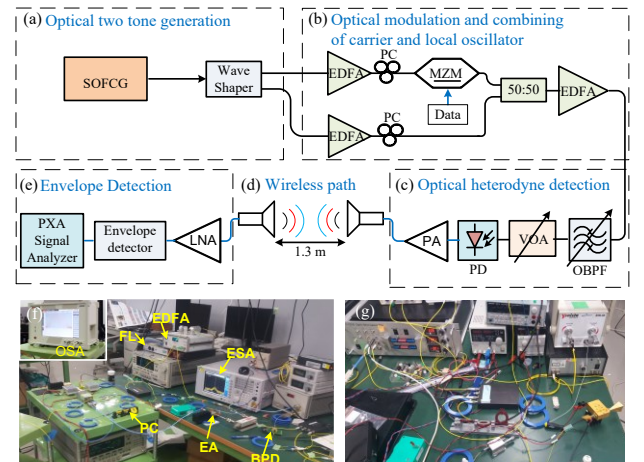 (a) Optical two tone generation
SOFCG
Wave
Shaper
(b) Optical modulation and combining
of carrier and local oscillator
EDFA
PC
MZM
Data
EDFA
PC
50:50
EDFA
(e) Envelope Detection
PXA
Signal
Analyzer
Envelope
detector
LNA
(d) Wireless path
1.3 m
(c) Optical heterodyne detection
PA
PD
VOA
OBPF
(f)
OSA
FL
EDFA
ESA
PC
EA
BPD
(g)